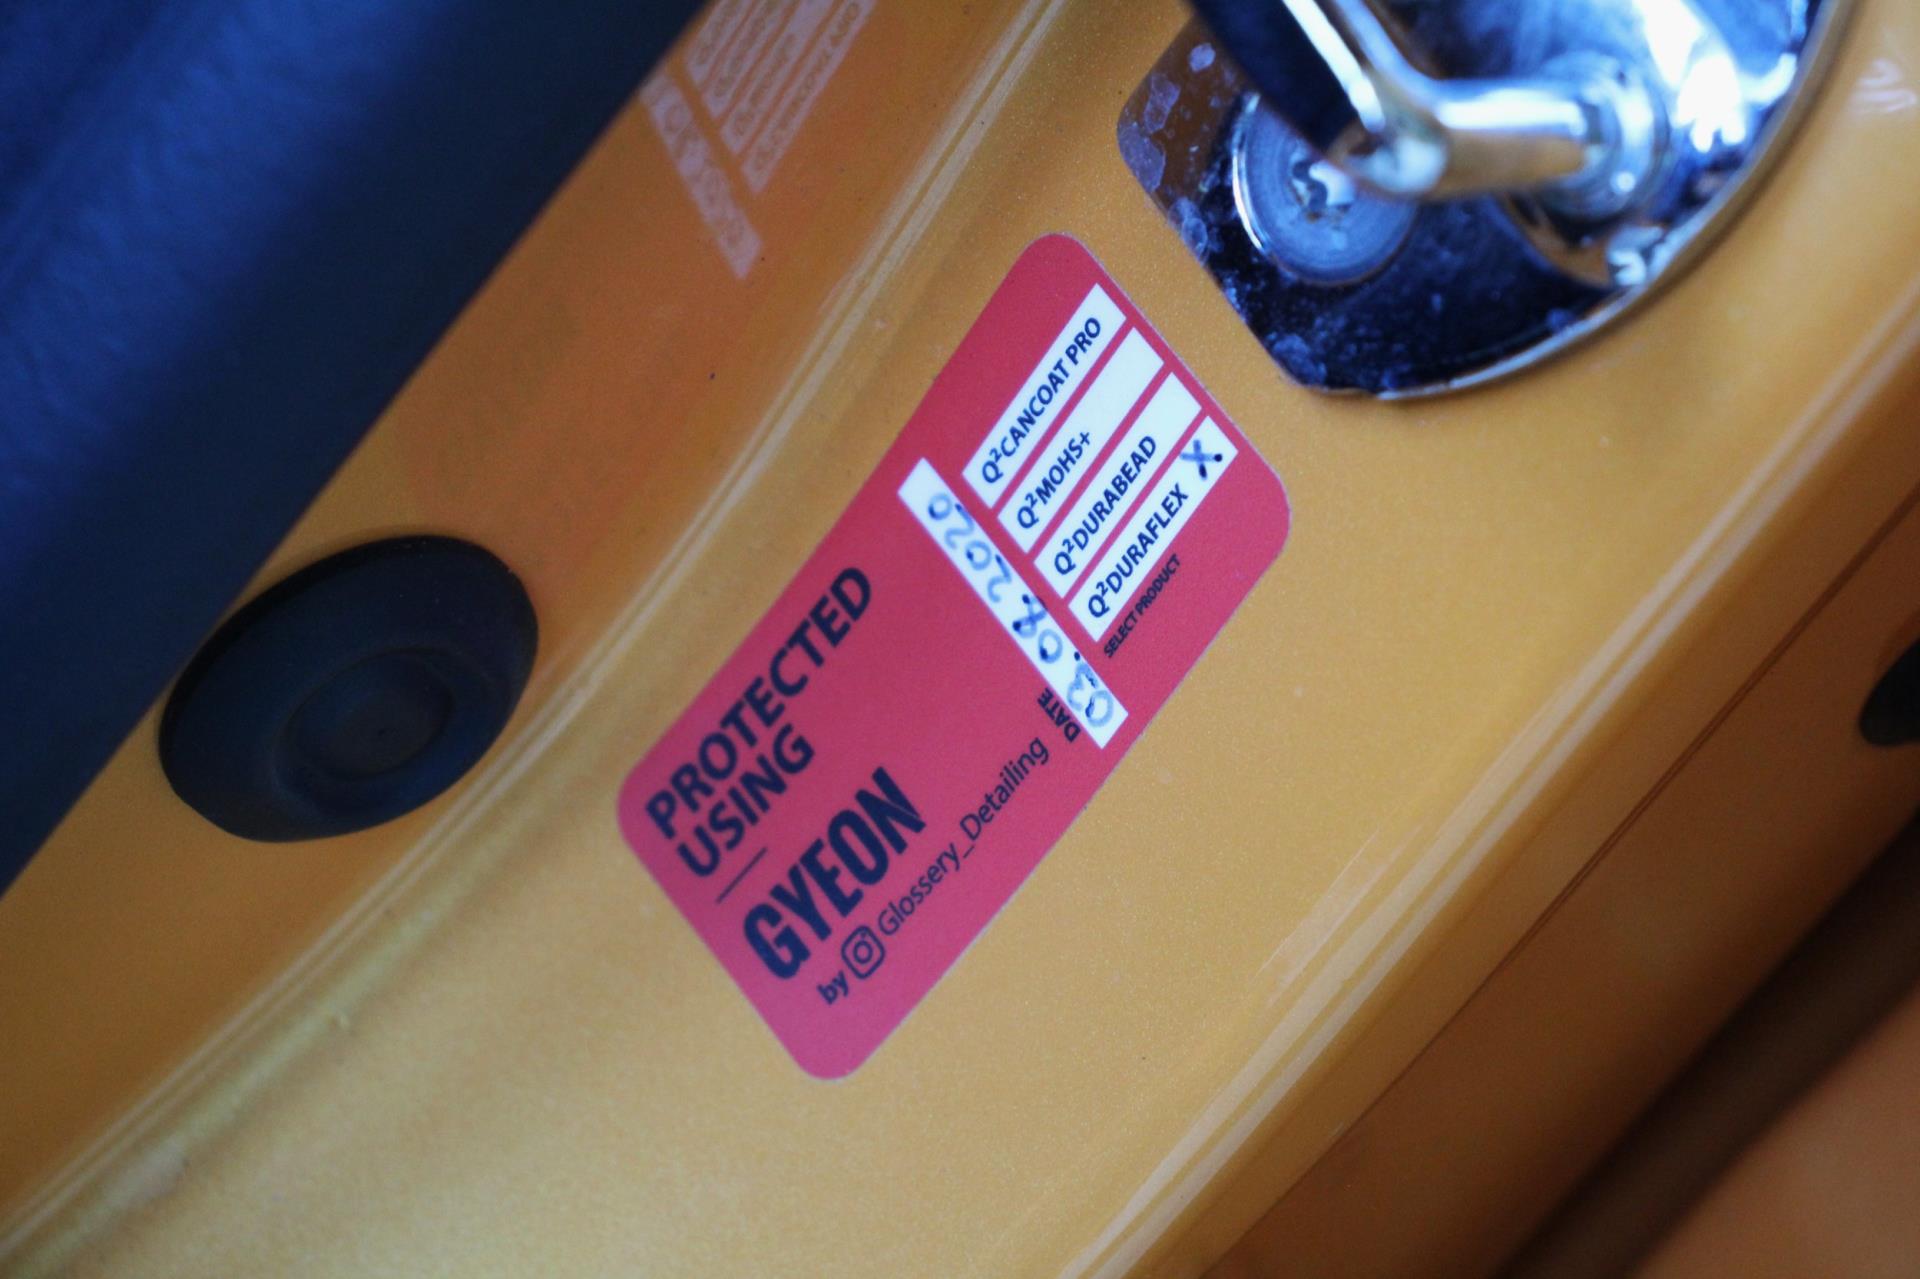 PROTECTED
USING
GYEON
by Glossery_Detailing
DATE
03.08.2020
Q²CANCOAT PRO
Q²MOHS+
Q²DURABEAD
Q²DURAFLEX X
SELECT PRODUCT